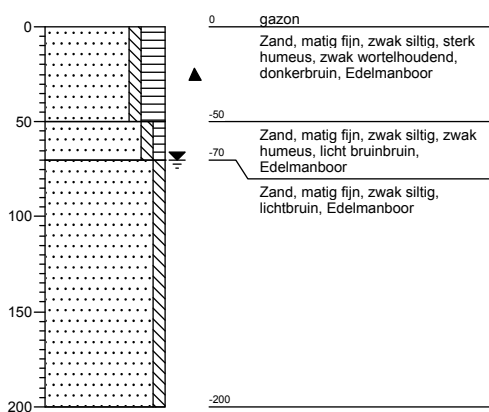 0
50
100
150
200
0 gazon
Zand, matig fijn, zwak siltig, sterk
humeus, zwak wortelhoudend,
donkerbruin, Edelmanboor
-50
Zand, matig fijn, zwak siltig, zwak
humeus, licht bruinbruin,
Edelmanboor
-70
Zand, matig fijn, zwak siltig,
lichtbruin, Edelmanboor
-200